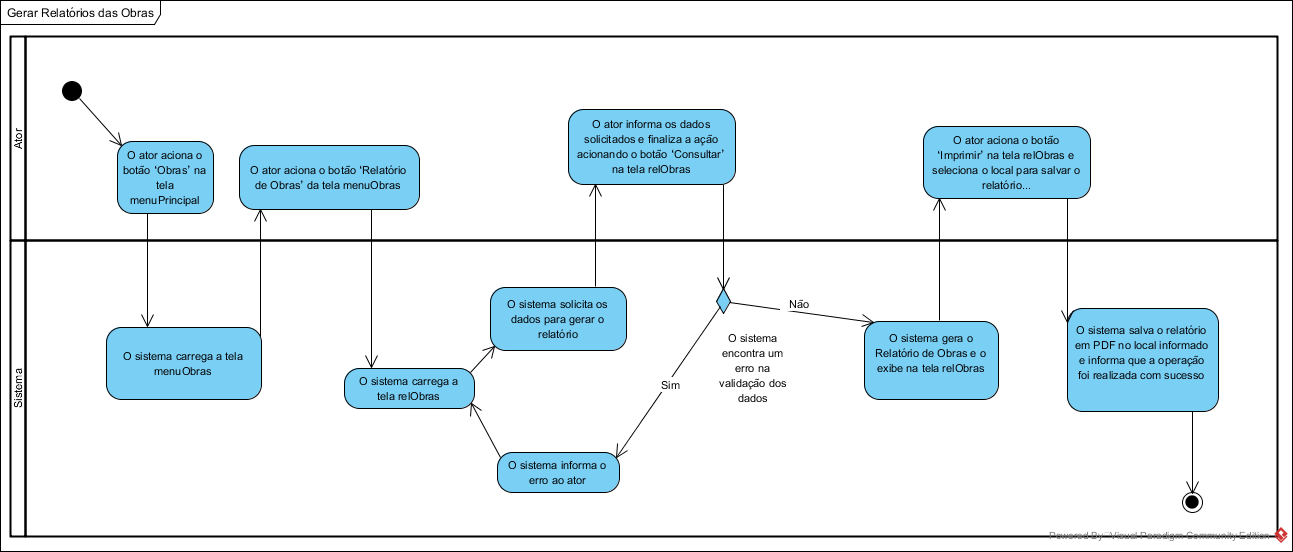 Gerar Relatórios das Obras
Ator
O ator aciona o
botão ‘Obras’ na
tela
menuPrincipal
O ator aciona o botão ‘Relatório
de Obras’ da tela menuObras
O ator informa os dados
solicitados e finaliza a ação
acionando o botão ‘Consultar’
na tela relObras
O ator aciona o botão
‘Imprimir’ na tela relObras e
seleciona o local para salvar o
relatório...
Sistema
O sistema carrega a tela
menuObras
O sistema carrega a
tela relObras
O sistema solicita os
dados para gerar o
relatório
O sistema informa o
erro ao ator
Sim
Não
O sistema
encontra um
erro na
validação dos
dados
O sistema gera o
Relatório de Obras e o
exibe na tela relObras
O sistema salva o relatório
em PDF no local informado
e informa que a operação
foi realizada com sucesso
Powered By Visual Paradigm Community Edition